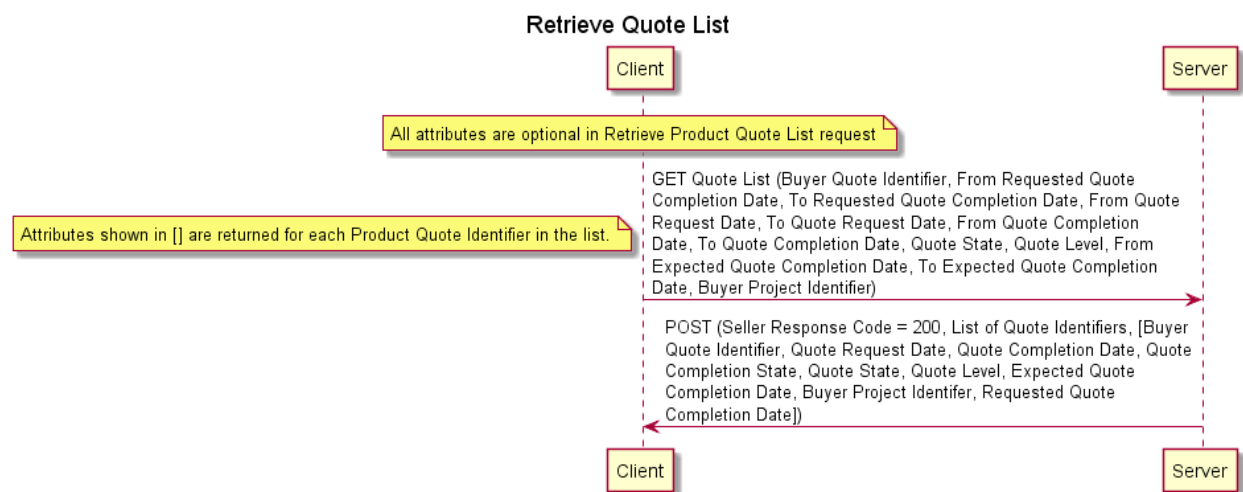 Retrieve Quote List
Client
Server
All attributes are optional in Retrieve Product Quote List request
GET Quote List (Buyer Quote Identifier, From Requested Quote
Completion Date, To Requested Quote Completion Date, From Quote
Request Date, To Quote Request Date, From Quote Completion
Date, To Quote Completion Date, Quote State, Quote Level, From
Expected Quote Completion Date, To Expected Quote Completion
Date, Buyer Project Identifier)
Attributes shown in [] are returned for each Product Quote Identifier in the list.
POST (Seller Response Code = 200, List of Quote Identifiers, [Buyer
Quote Identifier, Quote Request Date, Quote Completion Date, Quote
Completion State, Quote State, Quote Level, Expected Quote
Completion Date, Buyer Project Identifer, Requested Quote
Completion Date])
Client
Server